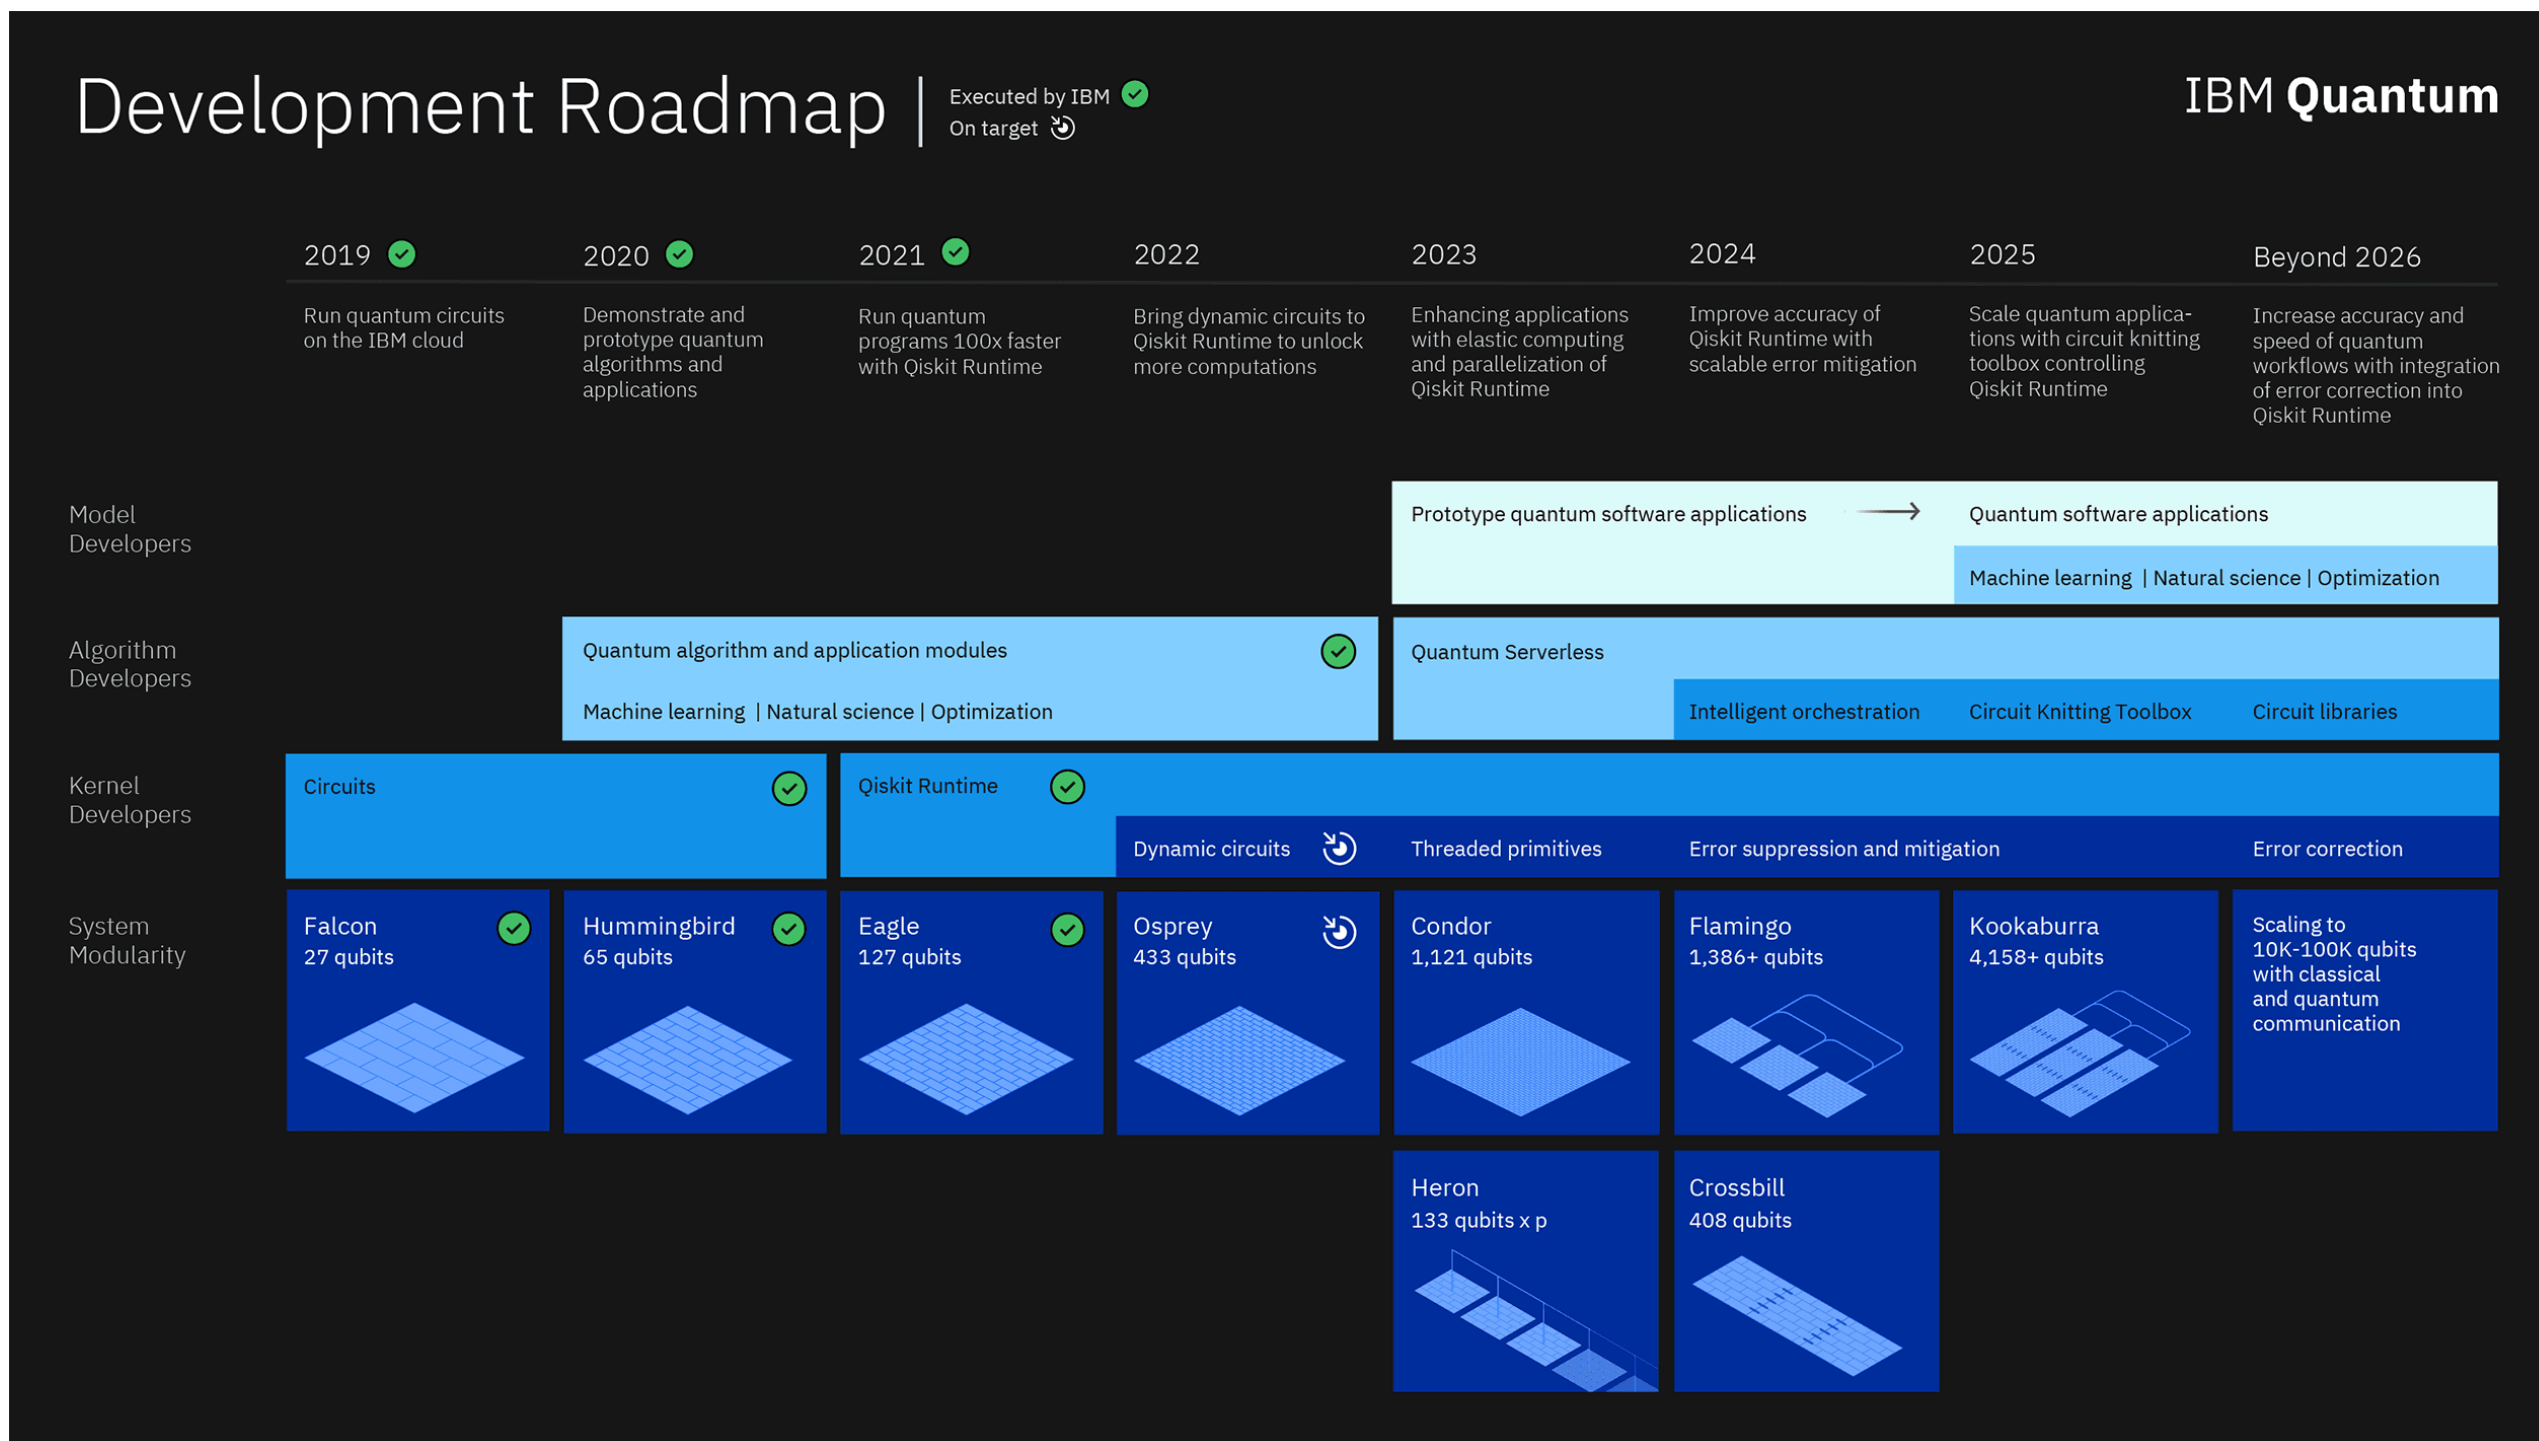 Development Roadmap
Executed by IBM
On target
IBM Quantum
2019
2020
2021
2022
2023
2024
2025
Beyond 2026
Run quantum circuits
on the IBM cloud
Demonstrate and
prototype quantum
algorithms and
applications
Run quantum
programs 100x faster
with Qiskit Runtime
Bring dynamic circuits to
Qiskit Runtime to unlock
more computations
Enhancing applications
with elastic computing
and parallelization of
Qiskit Runtime
Improve accuracy of
Qiskit Runtime with
scalable error mitigation
Scale quantum applica-
tions with circuit knitting
toolbox controlling
Qiskit Runtime
Increase accuracy and
speed of quantum
workflows with integration
of error correction into
Qiskit Runtime
Model
Developers
Prototype quantum software applications
Quantum software applications
Machine learning | Natural science | Optimization
Algorithm
Developers
Quantum algorithm and application modules
Machine learning | Natural science | Optimization
Quantum Serverless
Intelligent orchestration
Circuit Knitting Toolbox
Circuit libraries
Kernel
Developers
Circuits
Qiskit Runtime
Dynamic circuits
Threaded primitives
Error suppression and mitigation
Error correction
System
Modularity
Falcon
27 qubits
Hummingbird
65 qubits
Eagle
127 qubits
Osprey
433 qubits
Condor
1,121 qubits
Flamingo
1,386+ qubits
Kookaburra
4,158+ qubits
Scaling to
10K-100K qubits
with classical
and quantum
communication
Heron
133 qubits x p
Crossbill
408 qubits